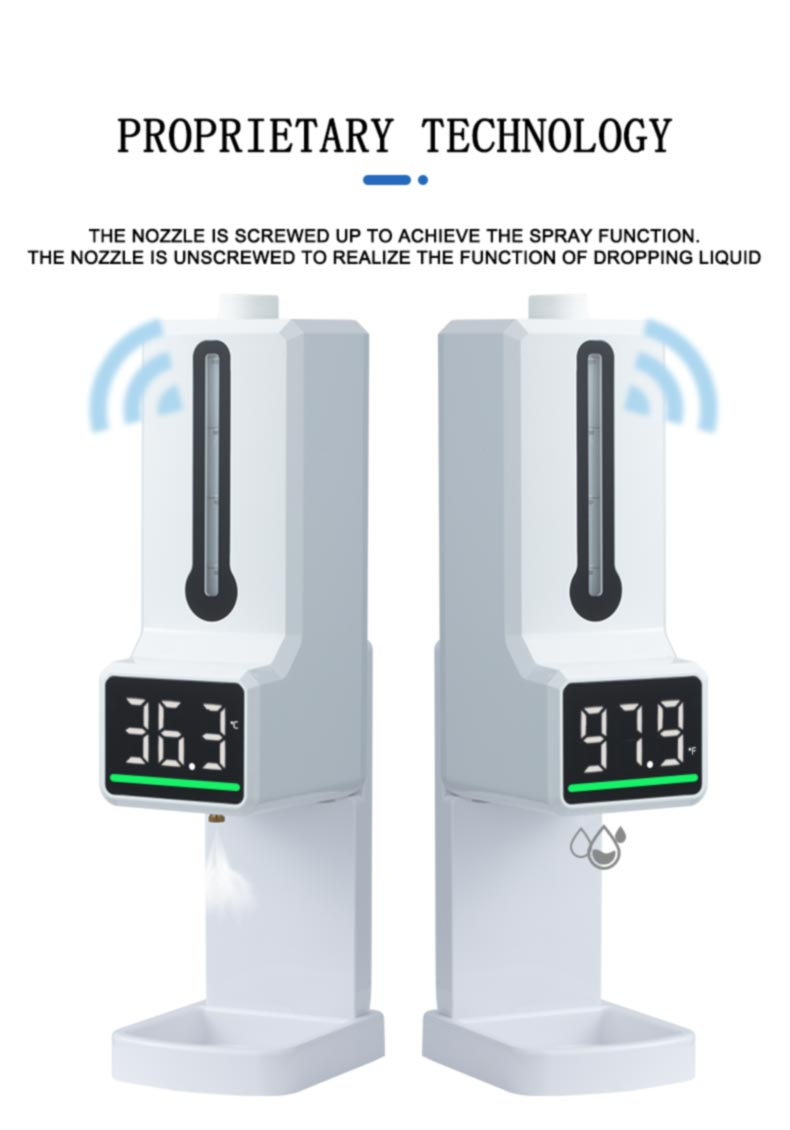 PROPRIETARY TECHNOLOGY
THE NOZZLE IS SCREWED UP TO ACHIEVE THE SPRAY FUNCTION.
THE NOZZLE IS UNSCREWED TO REALIZE THE FUNCTION OF DROPPING LIQUID
36.3 ℃
97.9 °F